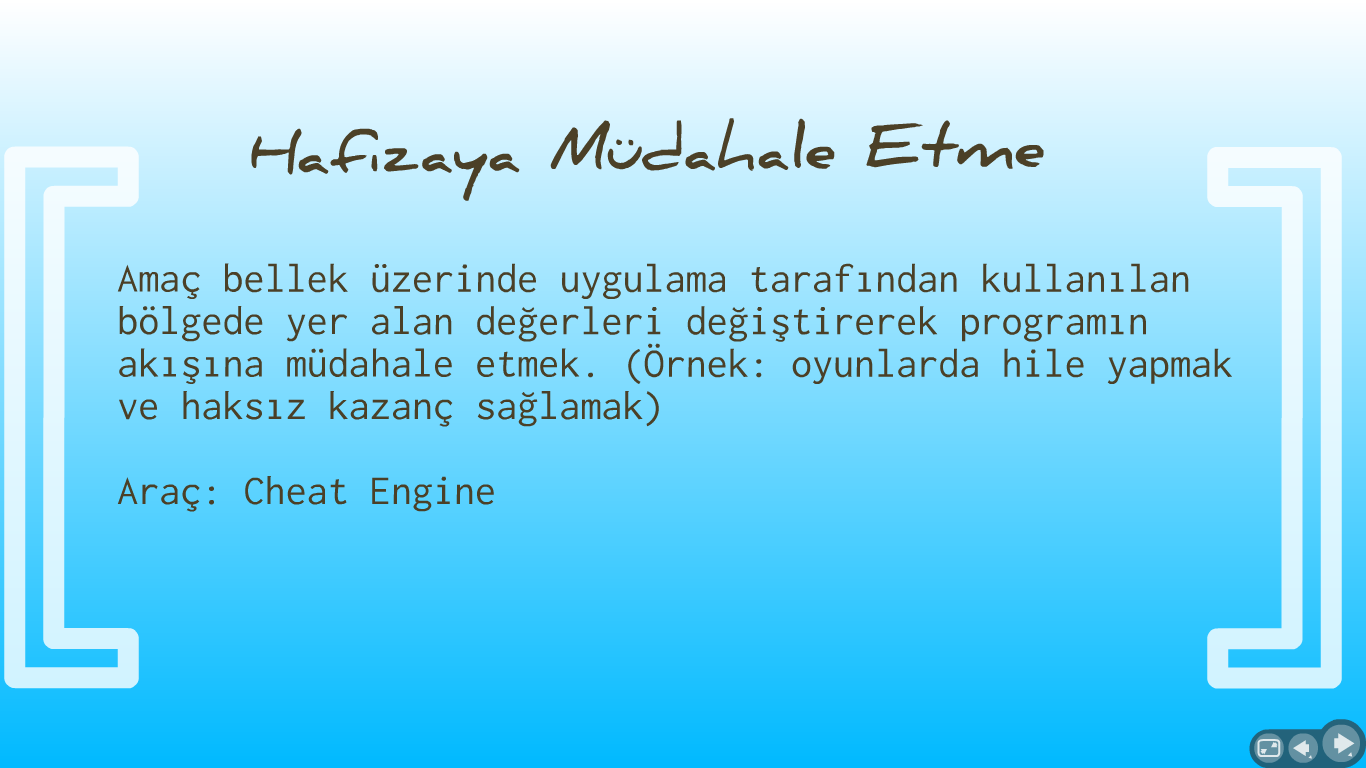 Hafızaya Müdahale Etme
Amaç bellek üzerinde uygulama tarafından kullanılan
bölgede yer alan değerleri değiştirerek programın
akışına müdahale etmek. (Örnek: oyunlarda hile yapmak
ve haksız kazanç sağlamak)
Araç: Cheat Engine